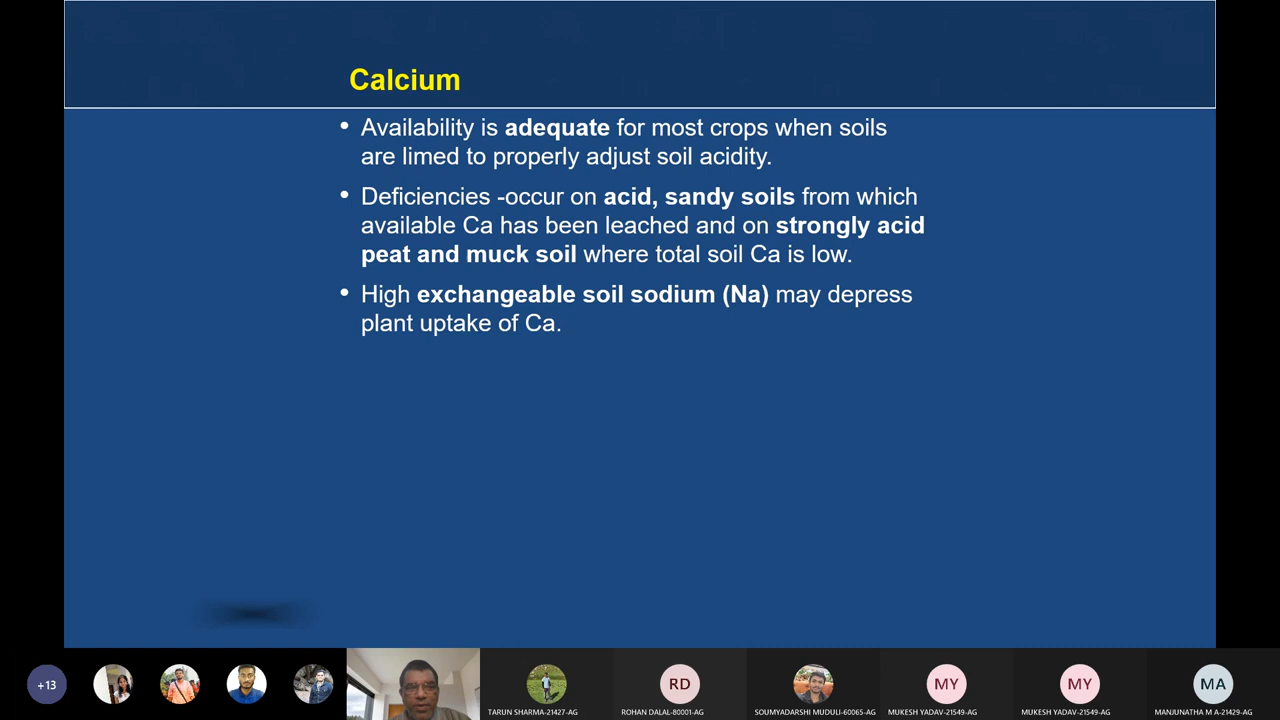 Calcium
• Availability is adequate for most crops when soils
are limed to properly adjust soil acidity.
• Deficiencies -occur on acid, sandy soils from which
available Ca has been leached and on strongly acid
peat and muck soil where total soil Ca is low.
• High exchangeable soil sodium (Na) may depress
plant uptake of Ca.
+13
RD
MY
MY
MA
TARUN SHARMA-21427-AG
ROHAN DALAL-80001-AG
SOUMYADARSHI MUDULI-60065-AG
MUKESH YADAV-21549-AG
MUKESH YADAV-21549-AG
MANJUNATHA M A-21429-AG